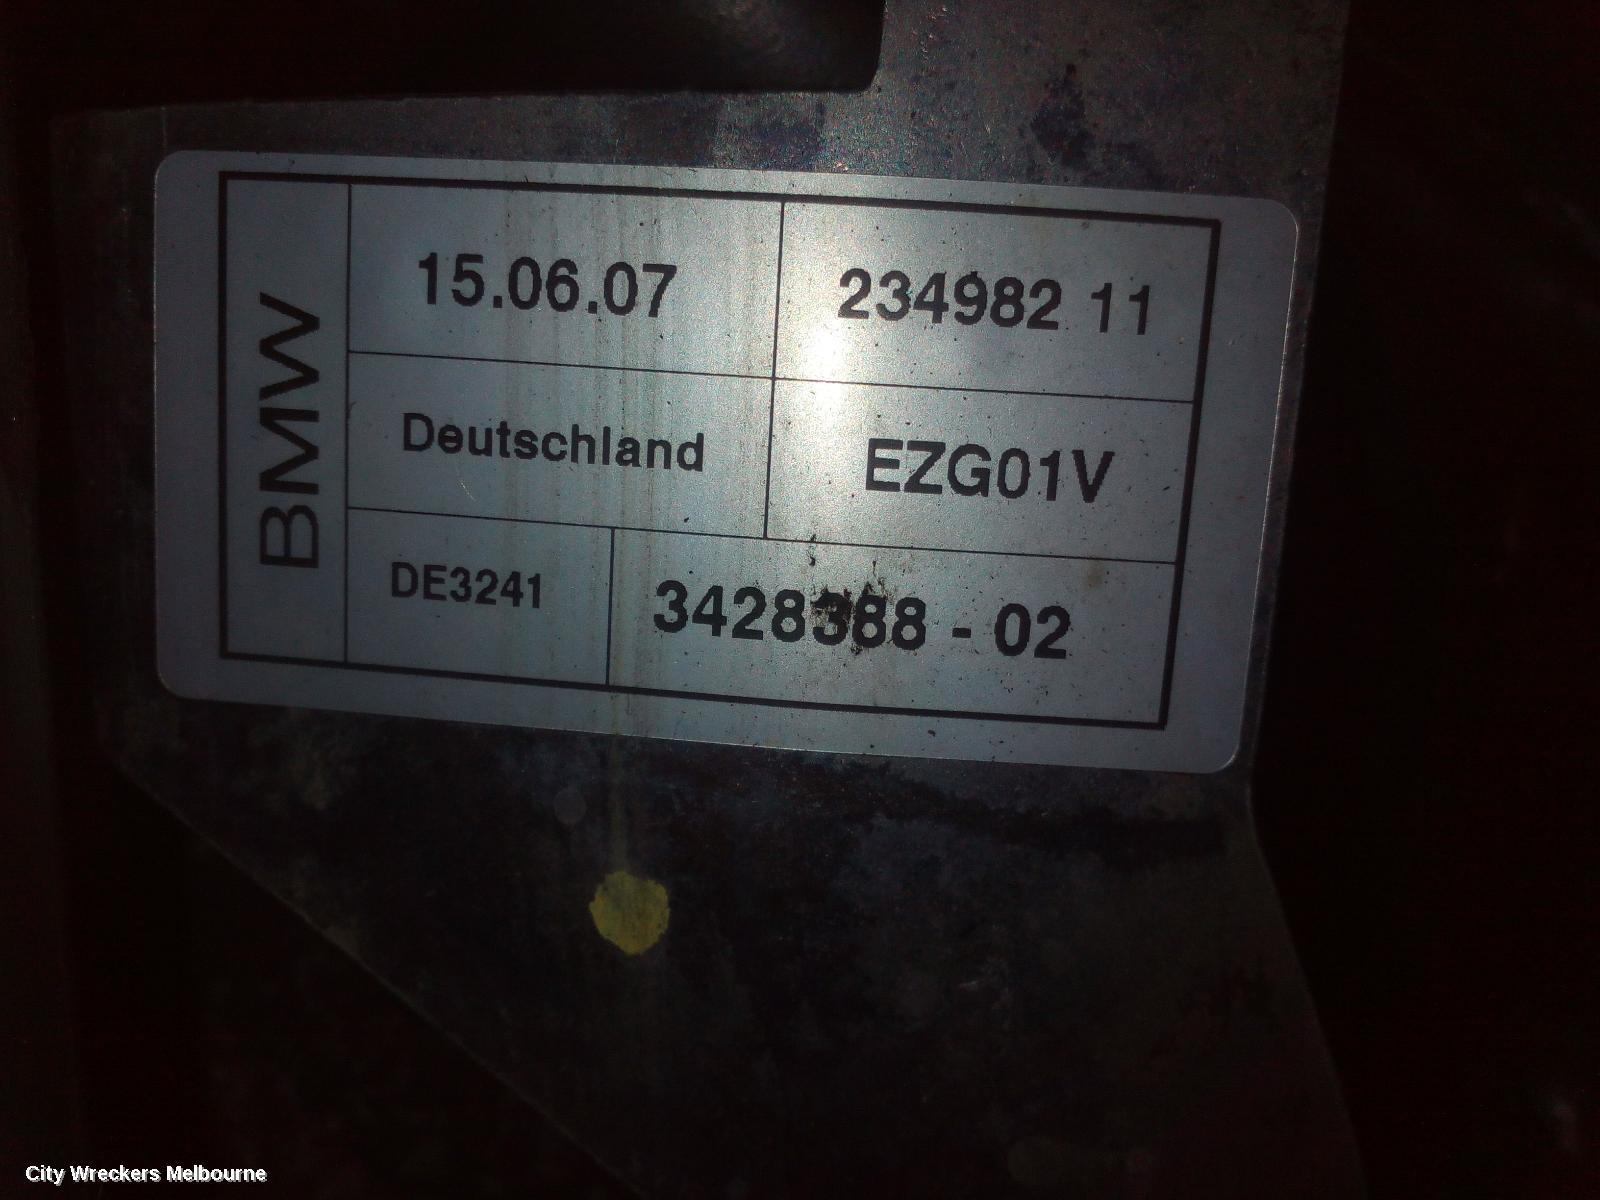 BMW
15.06.07 234982 11
Deutschland EZG01V
DE3241 3428388 - 02
City Wreckers Melbourne